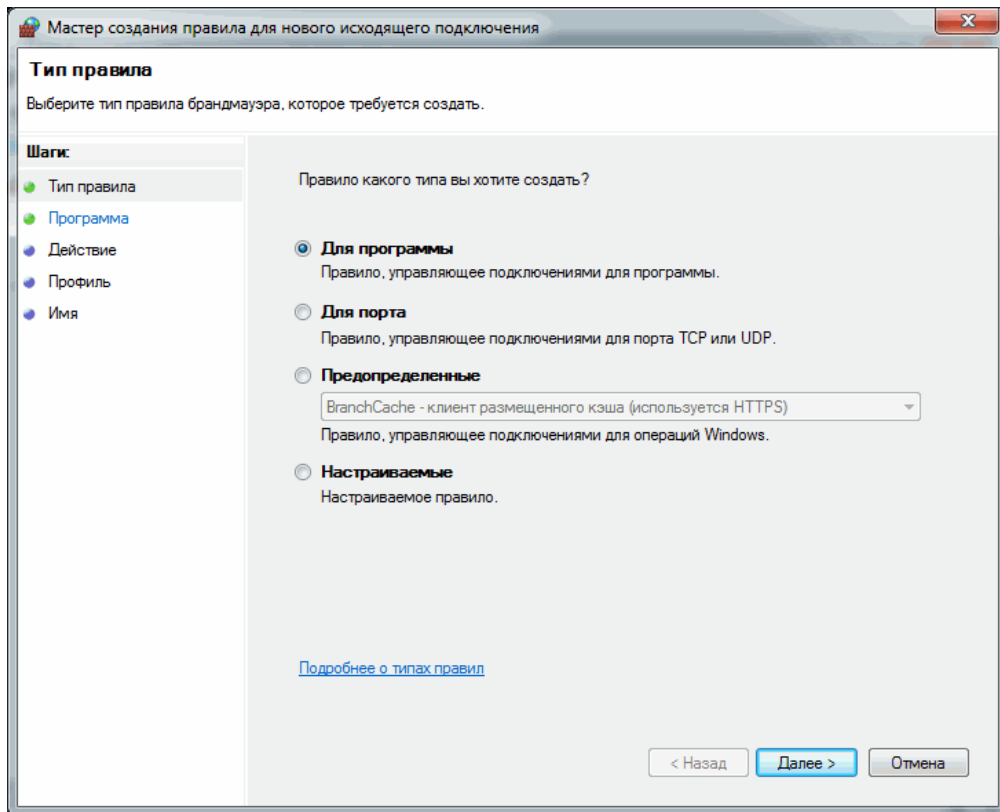 Мастер создания правила для нового исходящего подключения
Тип правила
Выберите тип правила брандмауэра, которое требуется создать.
Шаги:
Тип правила
Программа
Действие
Профиль
Имя
Правило какого типа вы хотите создать?
Для программы
Правило, управляющее подключениями для программы.
Для порта
Правило, управляющее подключениями для порта TCP или UDP.
Предопределенные
BranchCache - клиент размещенного кэша (используется HTTPS)
Правило, управляющее подключениями для операций Windows.
Настраиваемые
Настраиваемое правило.
Подробнее о типах правил
< Назад
Далее >
Отмена